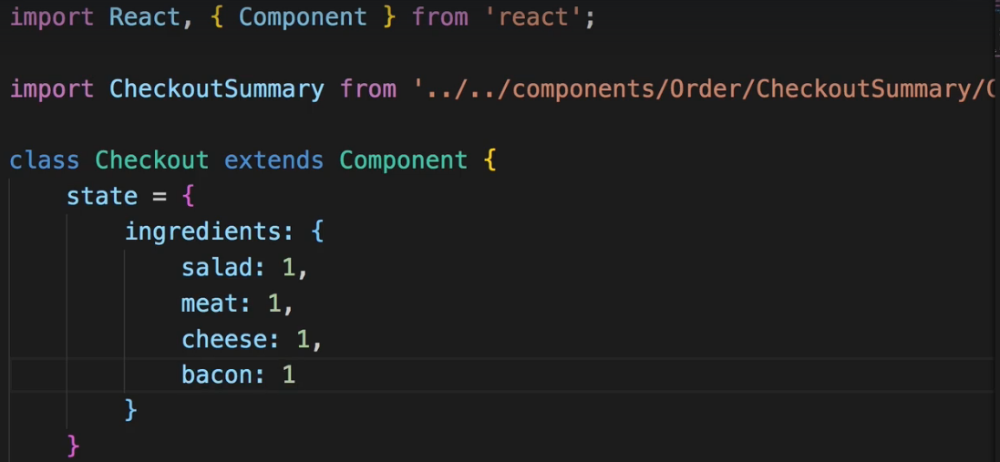 import React, { Component } from 'react';
import CheckoutSummary from '../../components/Order/CheckoutSummary/
class Checkout extends Component {
state = {
ingredients: {
salad: 1,
meat: 1,
cheese: 1,
bacon: 1
}
}